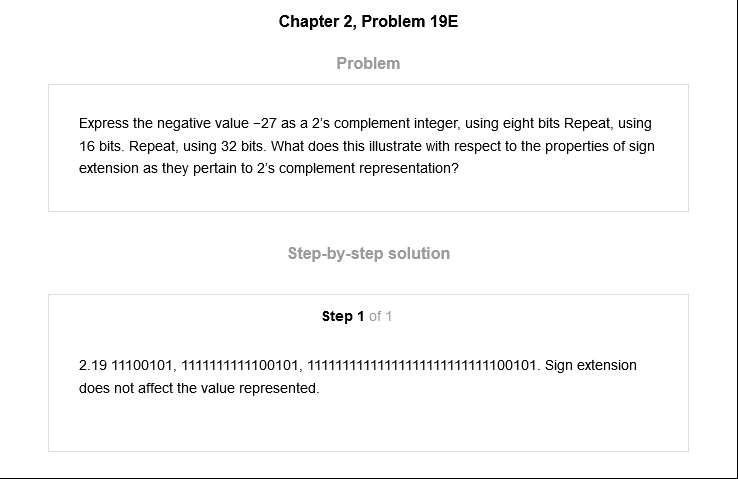 Chapter 2, Problem 19E
Problem
Express the negative value −27 as a 2's complement integer, using eight bits Repeat, using
16 bits. Repeat, using 32 bits. What does this illustrate with respect to the properties of sign
extension as they pertain to 2's complement representation?
Step-by-step solution
Step 1 of 1
2.19 11100101, 1111111111100101, 11111111111111111111111111100101. Sign extension
does not affect the value represented.